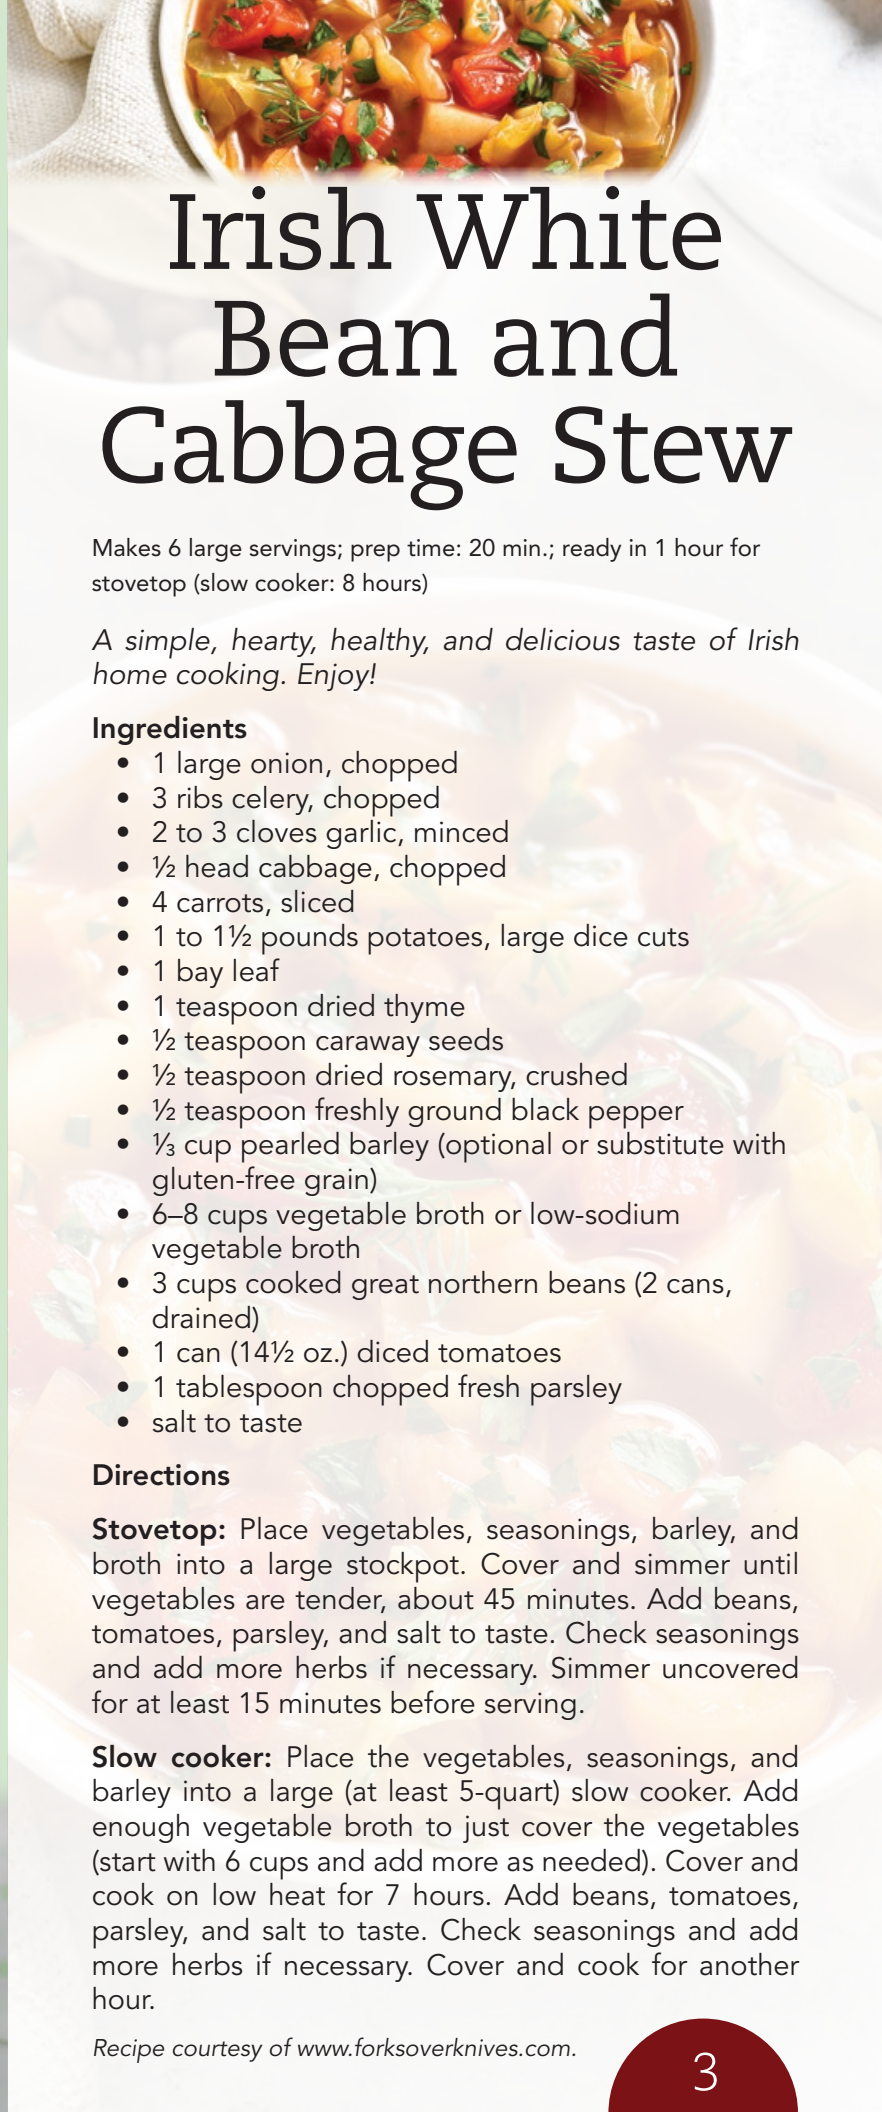 Irish White
Bean and
Cabbage Stew
Makes 6 large servings; prep time: 20 min.; ready in 1 hour for
stovetop (slow cooker: 8 hours)
A simple, hearty, healthy, and delicious taste of Irish
home cooking. Enjoy!
Ingredients
• 1 large onion, chopped
• 3 ribs celery, chopped
• 2 to 3 cloves garlic, minced
• ½ head cabbage, chopped
• 4 carrots, sliced
• 1 to 1½ pounds potatoes, large dice cuts
• 1 bay leaf
• 1 teaspoon dried thyme
• ½ teaspoon caraway seeds
• ½ teaspoon dried rosemary, crushed
• ½ teaspoon freshly ground black pepper
• ⅓ cup pearled barley (optional or substitute with
gluten-free grain)
• 6–8 cups vegetable broth or low-sodium
vegetable broth
• 3 cups cooked great northern beans (2 cans,
drained)
• 1 can (14½ oz.) diced tomatoes
• 1 tablespoon chopped fresh parsley
• salt to taste
Directions
Stovetop: Place vegetables, seasonings, barley, and
broth into a large stockpot. Cover and simmer until
vegetables are tender, about 45 minutes. Add beans,
tomatoes, parsley, and salt to taste. Check seasonings
and add more herbs if necessary. Simmer uncovered
for at least 15 minutes before serving.
Slow cooker: Place the vegetables, seasonings, and
barley into a large (at least 5-quart) slow cooker. Add
enough vegetable broth to just cover the vegetables
(start with 6 cups and add more as needed). Cover and
cook on low heat for 7 hours. Add beans, tomatoes,
parsley, and salt to taste. Check seasonings and add
more herbs if necessary. Cover and cook for another
hour.
Recipe courtesy of www.forksoverknives.com.
3